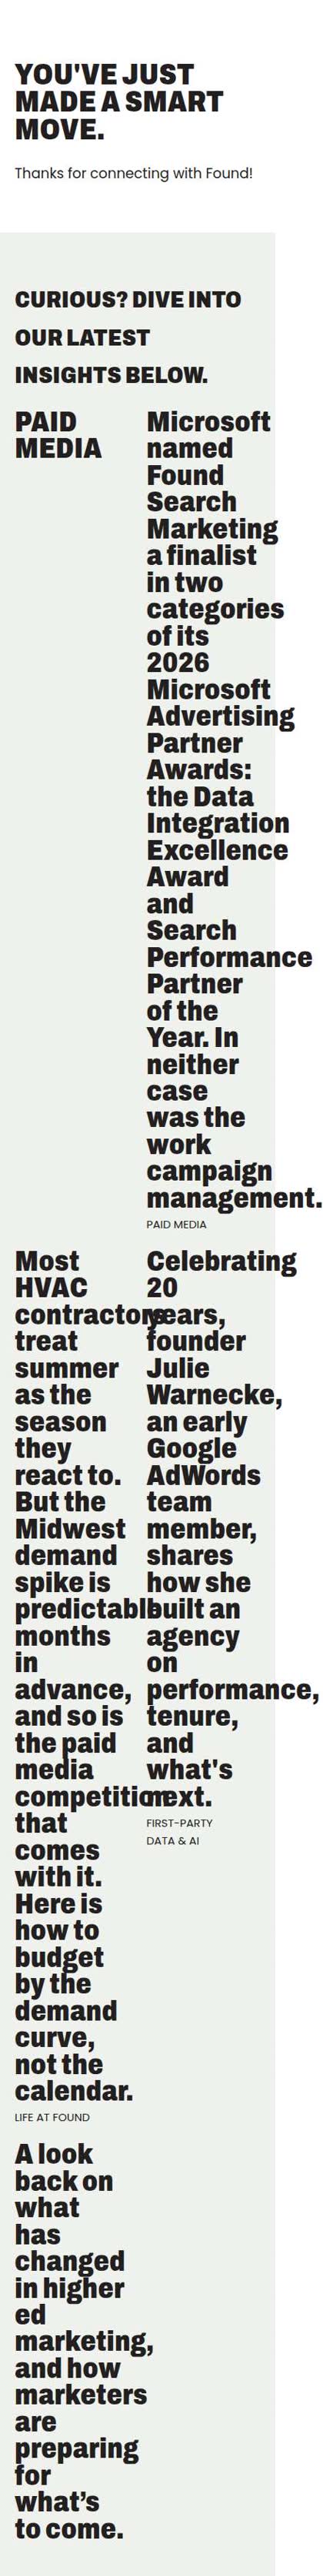 YOU'VE JUST
MADE A SMART
MOVE.
Thanks for connecting with Found!
CURIOUS? DIVE INTO
OUR LATEST
INSIGHTS BELOW.
PAID
MEDIA
Microsoft
named
Found
Search
Marketing
a finalist
in two
categories
of its
2026
Microsoft
Advertising
Partner
Awards:
the Data
Integration
Excellence
Award
and
Search
Performance
Partner
of the
Year. In
neither
case
was the
work
campaign
management.
PAID MEDIA
Most
HVAC
contractors
treat
summer
as the
season
they
react to.
But the
Midwest
demand
spike is
predictable
months
in
advance,
and so is
the paid
media
competition
that
comes
with it.
Here is
how to
budget
by the
demand
curve,
not the
calendar.
LIFE AT FOUND
Celebrating
20
years,
founder
Julie
Warnecke,
an early
Google
AdWords
team
member,
shares
how she
built an
agency
on
performance,
tenure,
and
what's
next.
FIRST-PARTY
DATA & AI
A look
back on
what
has
changed
in higher
ed
marketing,
and how
marketers
are
preparing
for
what’s
to come.